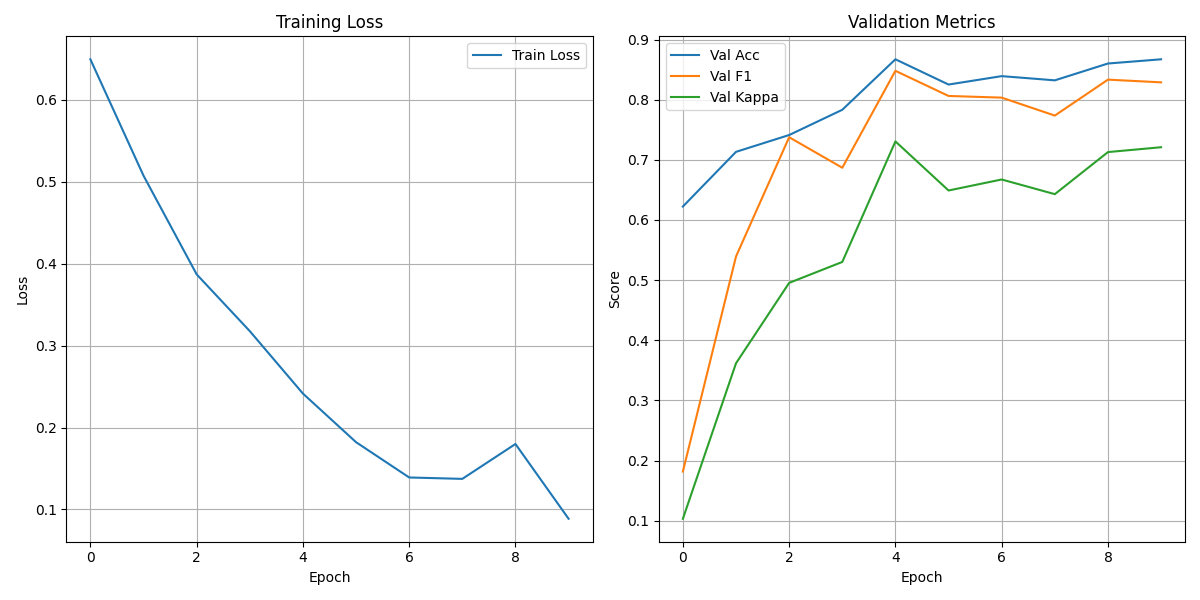 Training Loss
Train Loss
0.6
0.5
0.4
0.3
0.2
0.1
Loss
0 2 4 6 8
Epoch
Validation Metrics
Val Acc
Val F1
Val Kappa
0.9
0.8
0.7
0.6
0.5
0.4
0.3
0.2
0.1
Score
0 2 4 6 8
Epoch